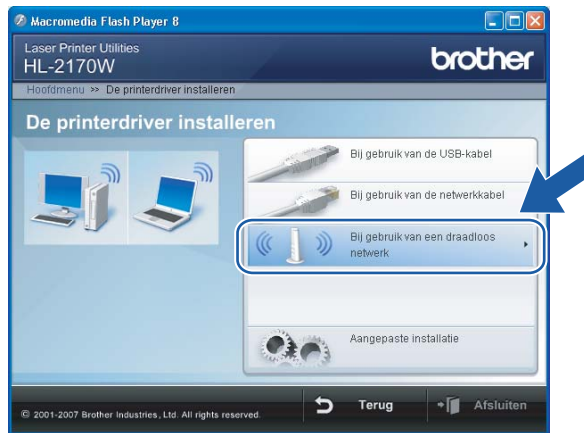 Macromedia Flash Player 8
Laser Printer Utilities
HL-2170W
brother
Hoofdmenu >> De printerdriver installeren
De printerdriver installeren
Bij gebruik van de USB-kabel
Bij gebruik van de netwerkkabel
Bij gebruik van een draadloos
netwerk
Aangepaste installatie
© 2001-2007 Brother Industries, Ltd. All rights reserved.
Terug
Afsluiten